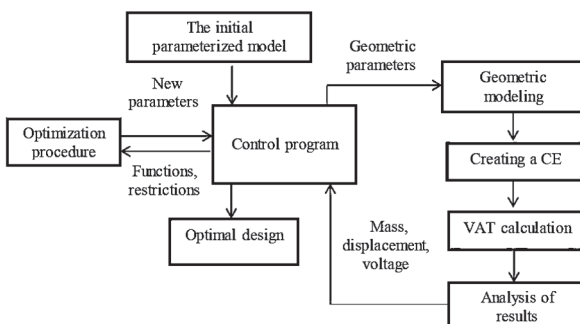 The initial
parameterized model
Geometric
parameters
Geometric
modeling
New
parameters
Optimization
procedure
Control program
Creating a CE
Functions,
restrictions
Optimal design
Mass,
displacement,
voltage
VAT calculation
Analysis of
results